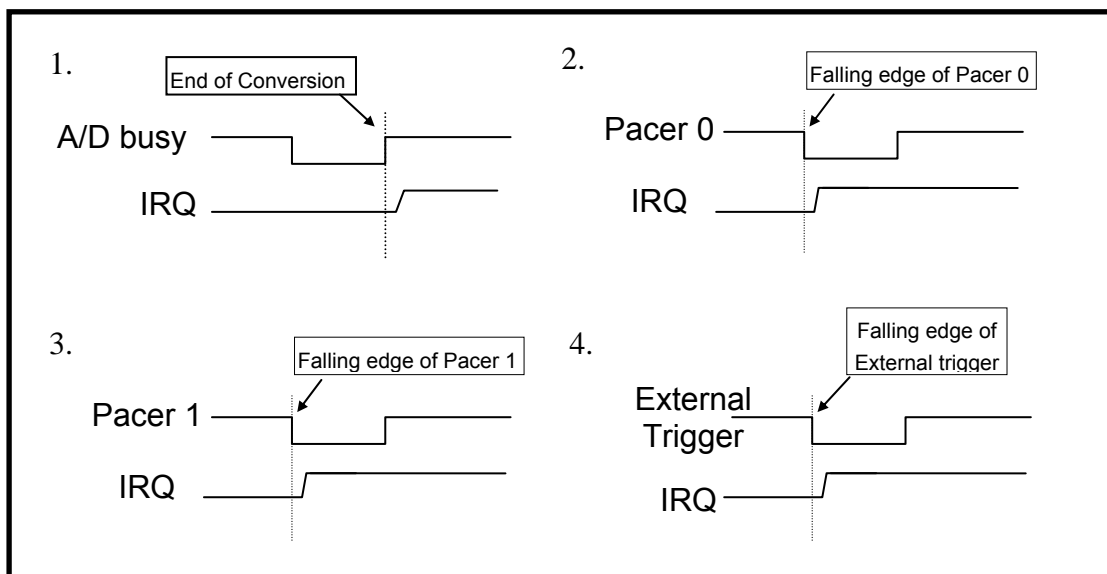 1.
End of Conversion
A/D busy
IRQ
2.
Falling edge of Pacer 0
Pacer 0
IRQ
3.
Falling edge of Pacer 1
Pacer 1
IRQ
4.
Falling edge of
External trigger
External
Trigger
IRQ